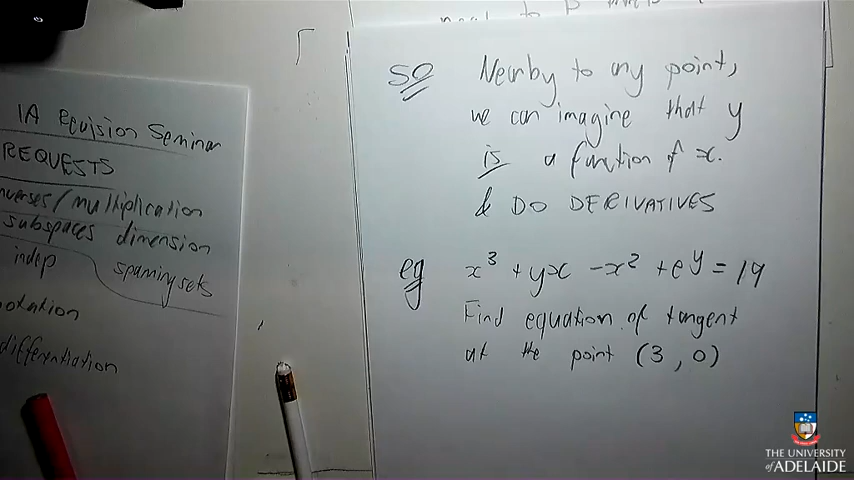 1A Revision Seminar
REQUESTS
nverses/multiplication
subspaces dimension
indep spanning sets
otation
differentiation
need to
SO Nearby to any point,
we can imagine that y
is a function of x.
& DO DERIVATIVES
eg x³ + yx - x² + e^y = 19
Find equation of tangent
at the point (3, 0)
THE UNIVERSITY
of ADELAIDE